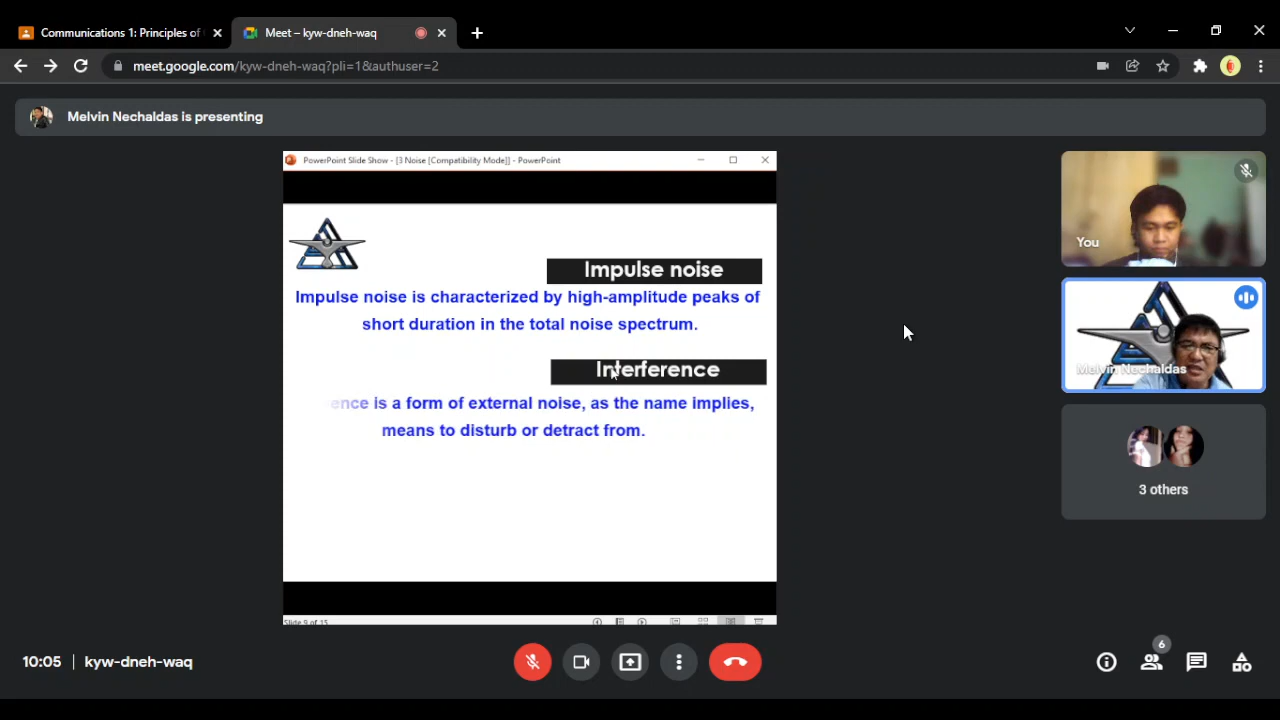 Communications 1: Principles of
Meet – kyw-dneh-waq
meet.google.com/kyw-dneh-waq?pli=1&authuser=2
Melvin Nechaldas is presenting
PowerPoint Slide Show - [3 Noise [Compatibility Mode]] - PowerPoint
Impulse noise
Impulse noise is characterized by high-amplitude peaks of
short duration in the total noise spectrum.
Interference
ence is a form of external noise, as the name implies,
means to disturb or detract from.
Slide 9 of 15
You
Melvin Nechaldas
3 others
10:05 | kyw-dneh-waq
6